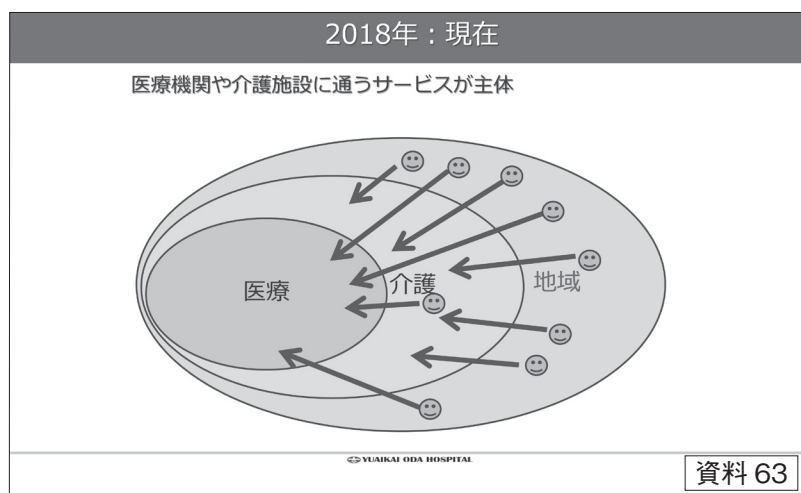 2018年：現在
医療機関や介護施設に通うサービスが主体
医療
介護
地域
YUAIKAI ODA HOSPITAL
資料 63